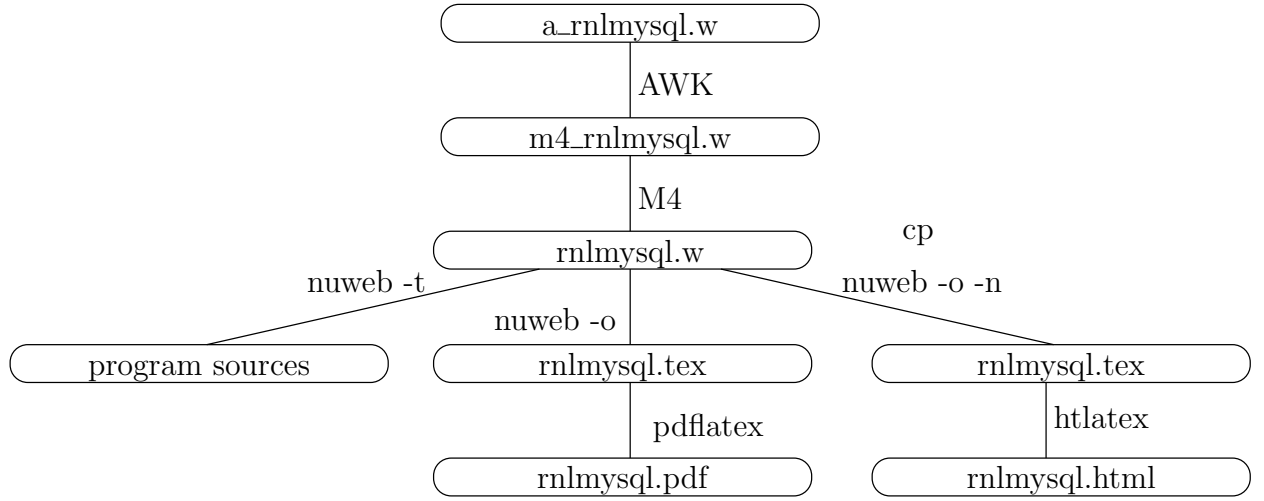 a_rnlmysql.w
AWK
m4_rnlmysql.w
M4
cp
rnlmysql.w
nuweb -t
nuweb -o -n
nuweb -o
program sources
rnlmysql.tex
rnlmysql.tex
pdflatex
htlatex
rnlmysql.pdf
rnlmysql.html